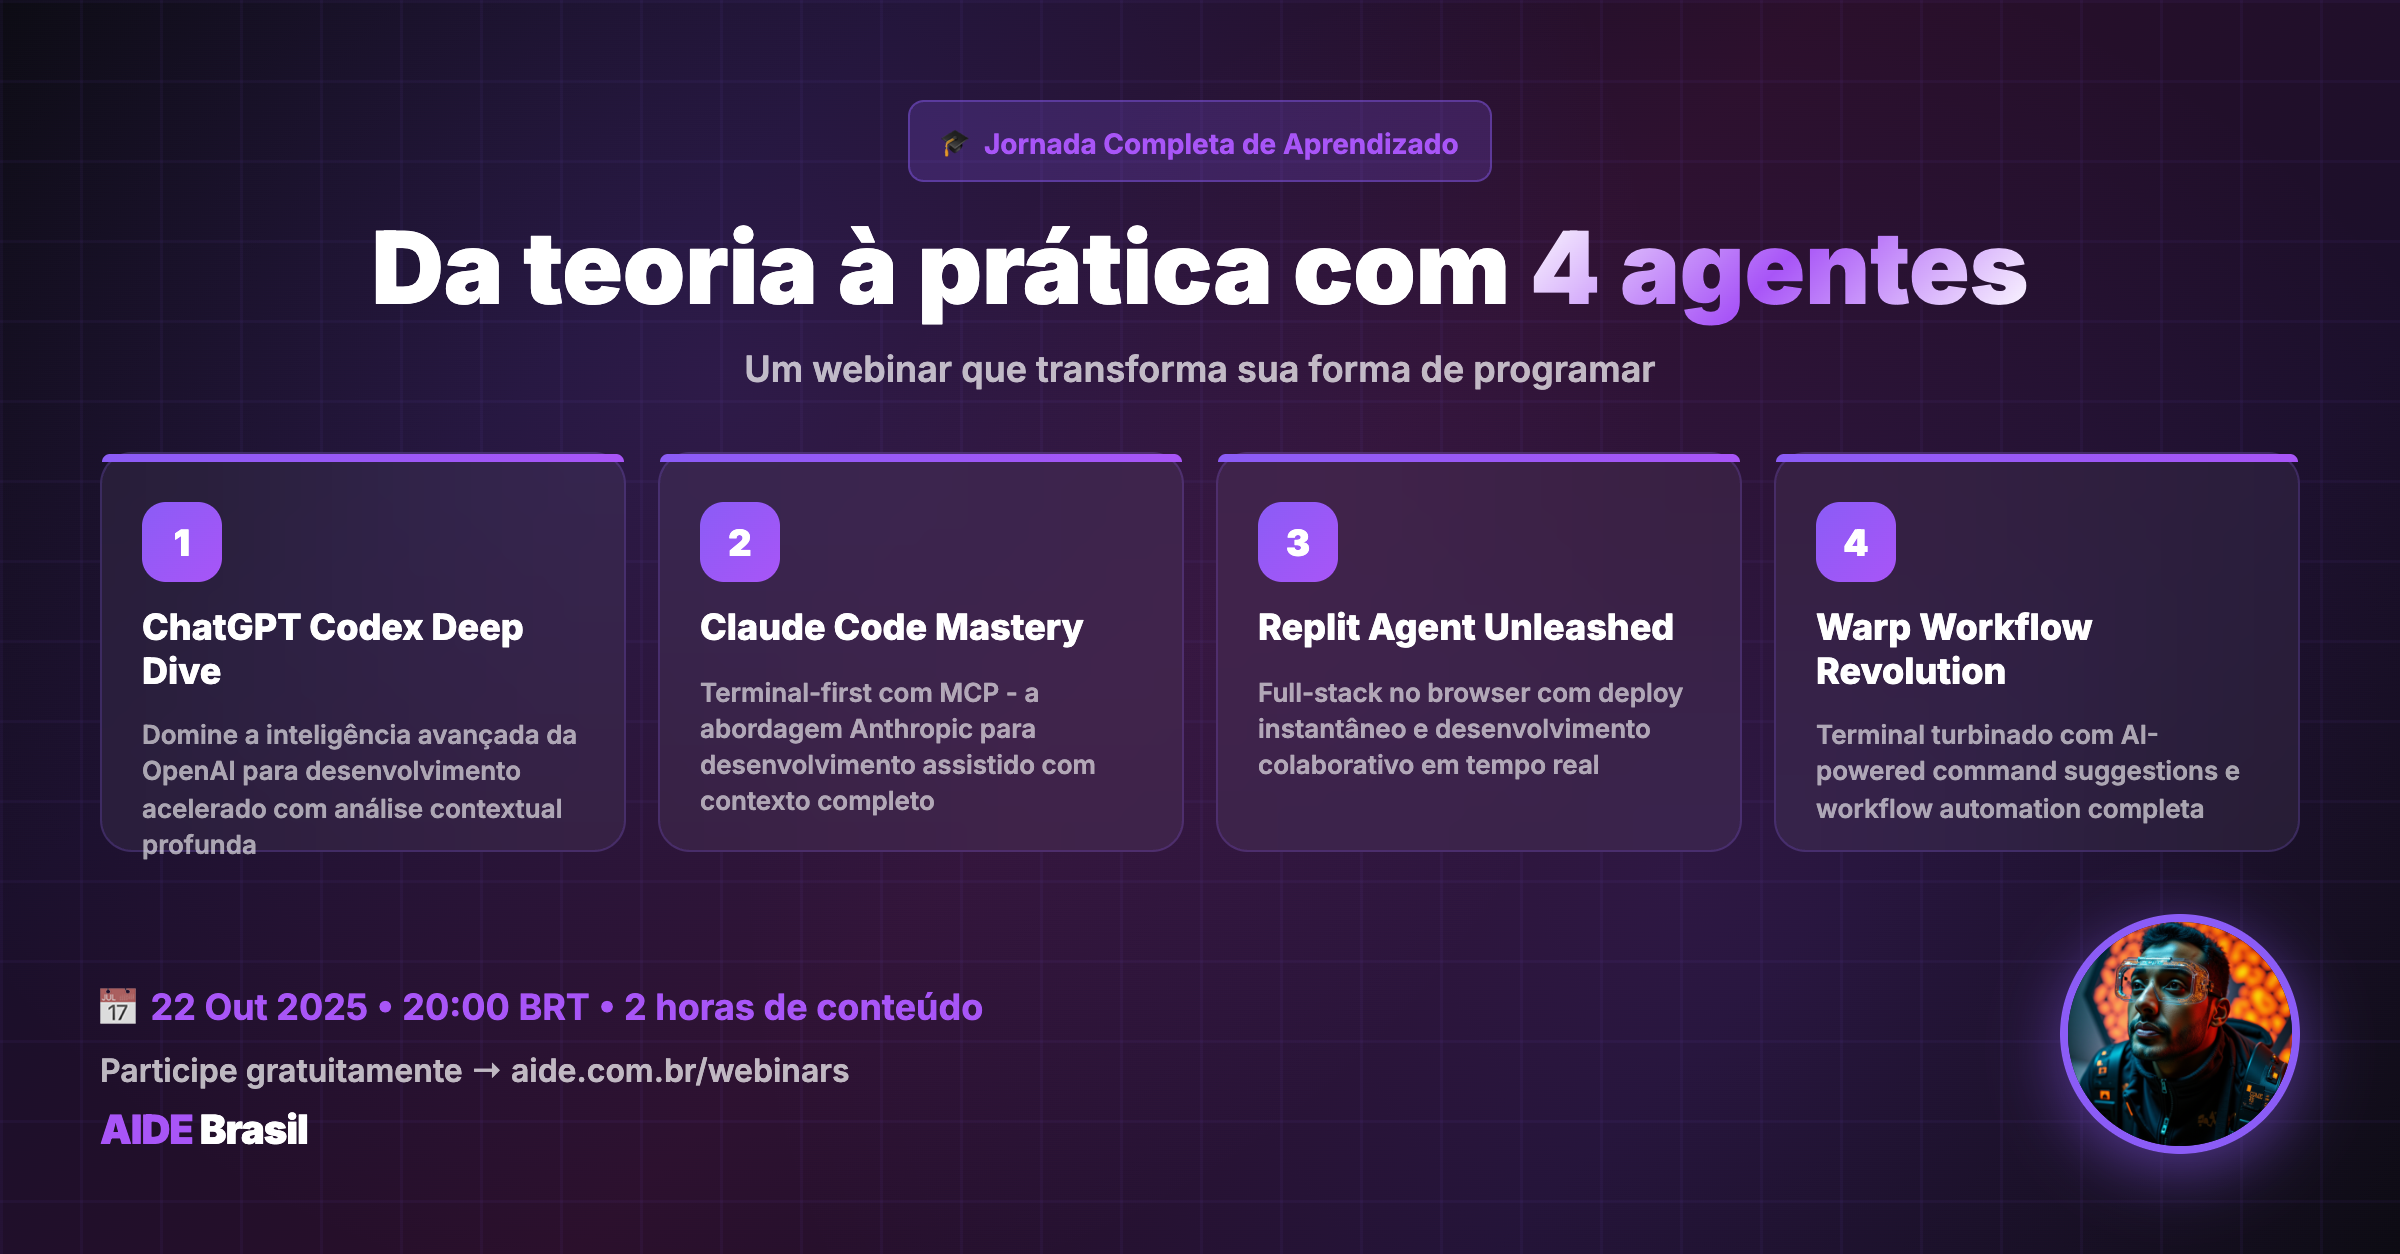 🎓 Jornada Completa de Aprendizado
Da teoria à prática com 4 agentes
Um webinar que transforma sua forma de programar
1
ChatGPT Codex Deep
Dive
Domine a inteligência avançada da
OpenAI para desenvolvimento
acelerado com análise contextual
profunda
2
Claude Code Mastery
Terminal-first com MCP - a
abordagem Anthropic para
desenvolvimento assistido com
contexto completo
3
Replit Agent Unleashed
Full-stack no browser com deploy
instantâneo e desenvolvimento
colaborativo em tempo real
4
Warp Workflow
Revolution
Terminal turbinado com AI-
powered command suggestions e
workflow automation completa
📅 22 Out 2025 • 20:00 BRT • 2 horas de conteúdo
Participe gratuitamente → aide.com.br/webinars
AIDE Brasil